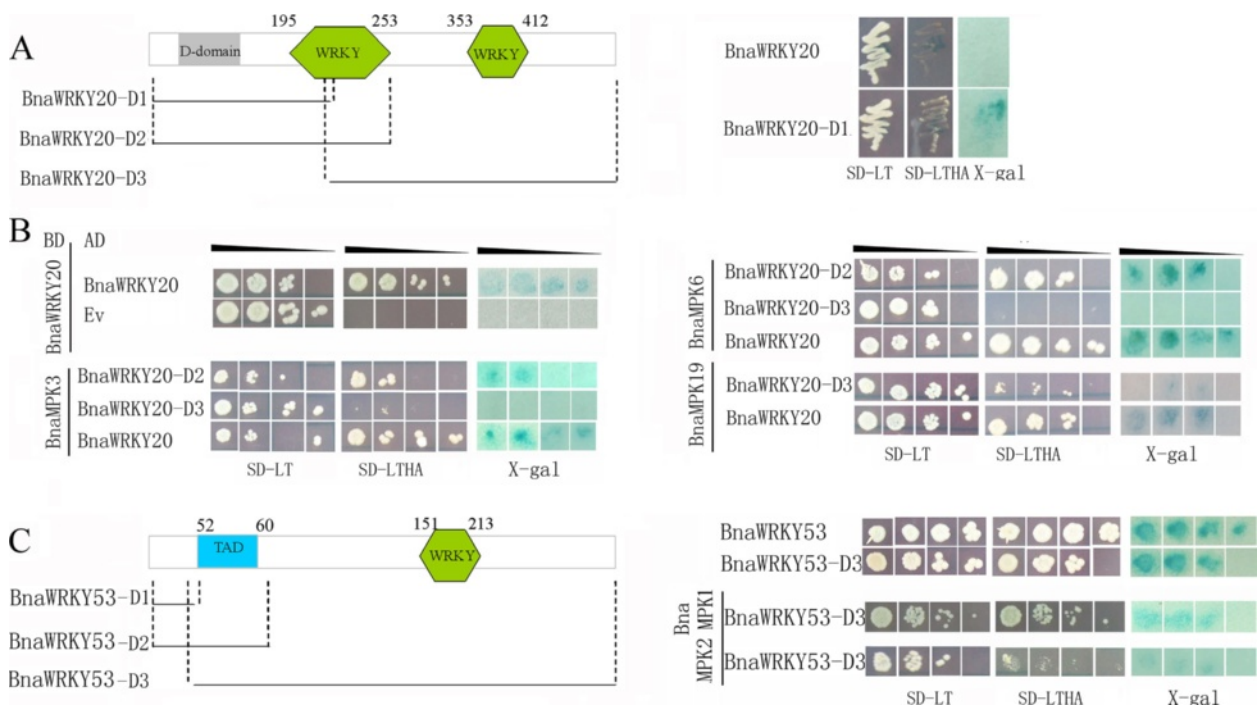 A
195 253 353 412
D-domain WRKY WRKY
BnaWRKY20-D1
BnaWRKY20-D2
BnaWRKY20-D3
BnaWRKY20
BnaWRKY20-D1
SD-LT SD-LTHA X-gal
B
BD AD
BnaWRKY20
BnaWRKY20
Ev
BnaMPK3
BnaWRKY20-D2
BnaWRKY20-D3
BnaWRKY20
SD-LT SD-LTHA X-gal
BnaMPK6
BnaWRKY20-D2
BnaWRKY20-D3
BnaWRKY20
BnaMPK19
BnaWRKY20-D3
BnaWRKY20
SD-LT SD-LTHA X-gal
C
52 60 151 213
TAD WRKY
BnaWRKY53-D1
BnaWRKY53-D2
BnaWRKY53-D3
BnaWRKY53
BnaWRKY53-D3
Bna
MPK1
BnaWRKY53-D3
MPK2
BnaWRKY53-D3
SD-LT SD-LTHA X-gal